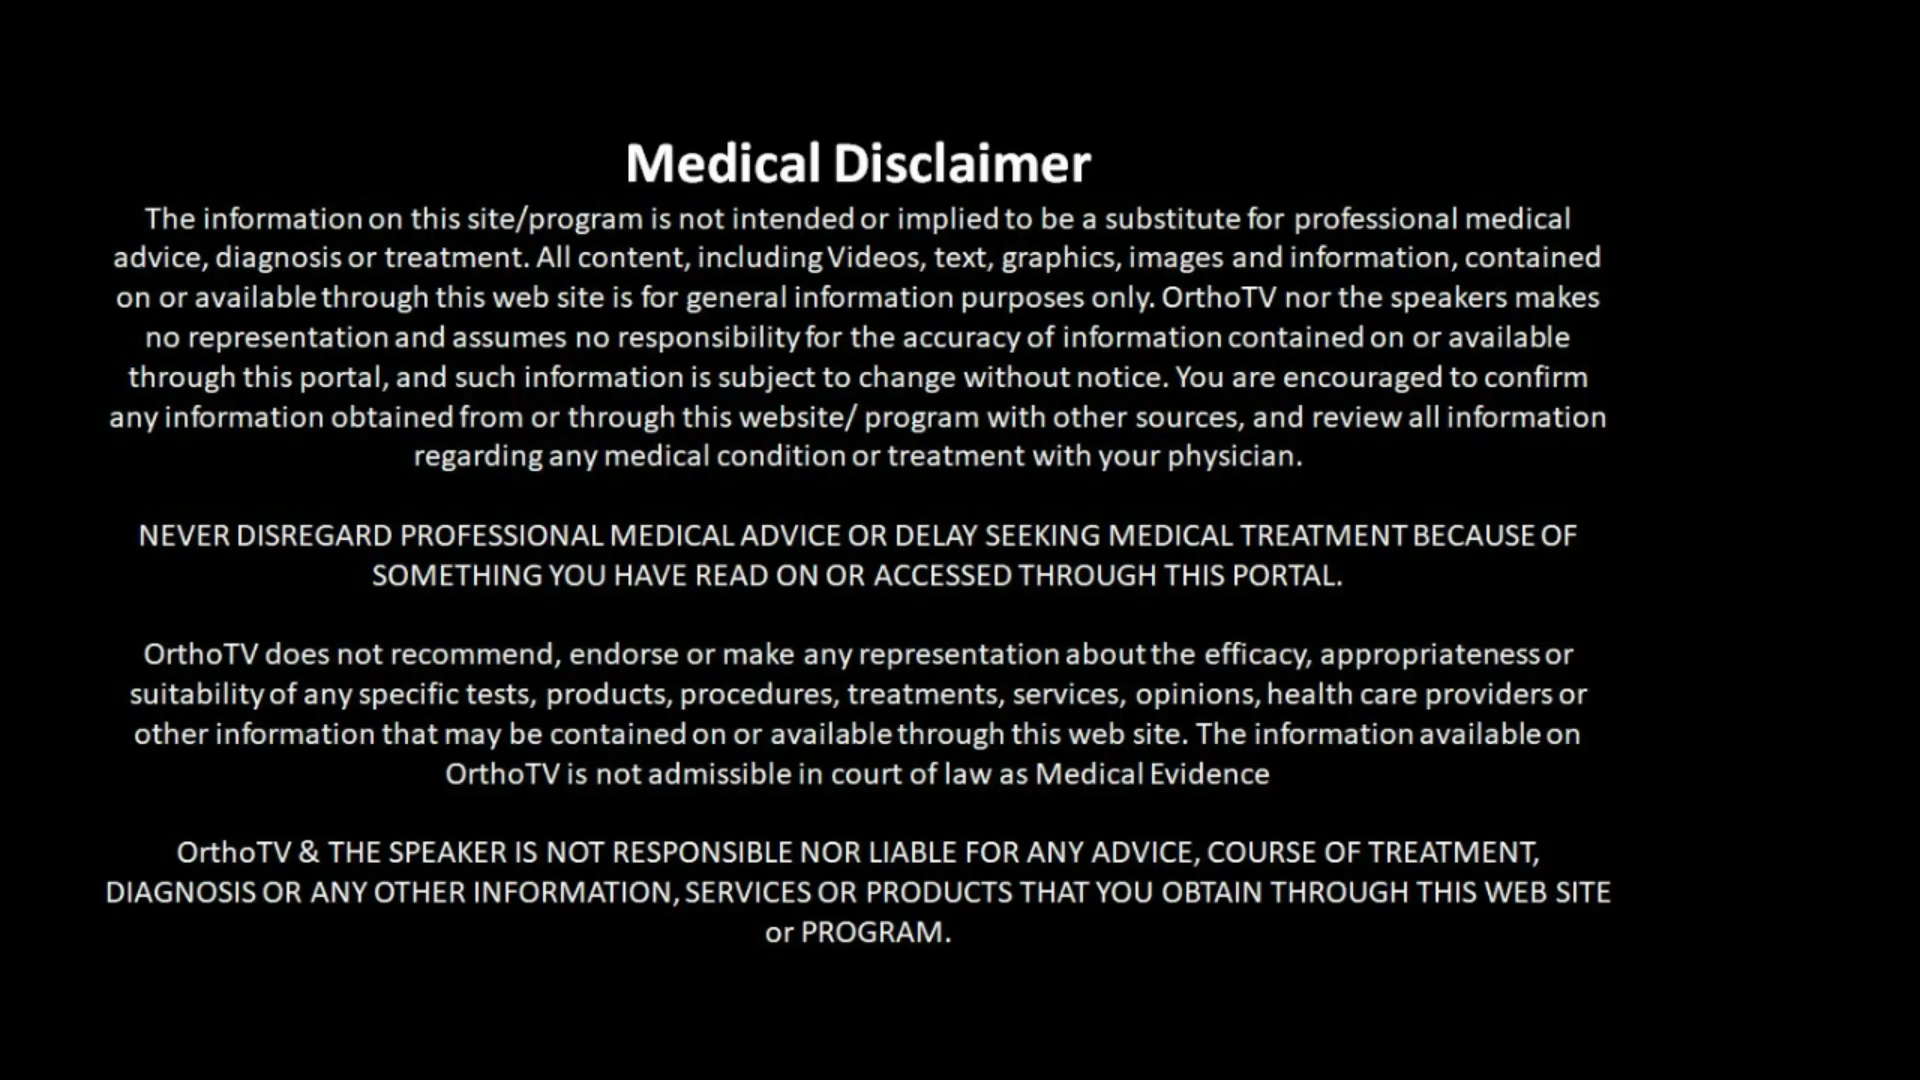 Medical Disclaimer
The information on this site/program is not intended or implied to be a substitute for professional medical
advice, diagnosis or treatment. All content, including Videos, text, graphics, images and information, contained
on or available through this web site is for general information purposes only. OrthoTV nor the speakers makes
no representation and assumes no responsibility for the accuracy of information contained on or available
through this portal, and such information is subject to change without notice. You are encouraged to confirm
any information obtained from or through this website/ program with other sources, and review all information
regarding any medical condition or treatment with your physician.
NEVER DISREGARD PROFESSIONAL MEDICAL ADVICE OR DELAY SEEKING MEDICAL TREATMENT BECAUSE OF
SOMETHING YOU HAVE READ ON OR ACCESSED THROUGH THIS PORTAL.
OrthoTV does not recommend, endorse or make any representation about the efficacy, appropriateness or
suitability of any specific tests, products, procedures, treatments, services, opinions, health care providers or
other information that may be contained on or available through this web site. The information available on
OrthoTV is not admissible in court of law as Medical Evidence
OrthoTV & THE SPEAKER IS NOT RESPONSIBLE NOR LIABLE FOR ANY ADVICE, COURSE OF TREATMENT,
DIAGNOSIS OR ANY OTHER INFORMATION, SERVICES OR PRODUCTS THAT YOU OBTAIN THROUGH THIS WEB SITE
or PROGRAM.